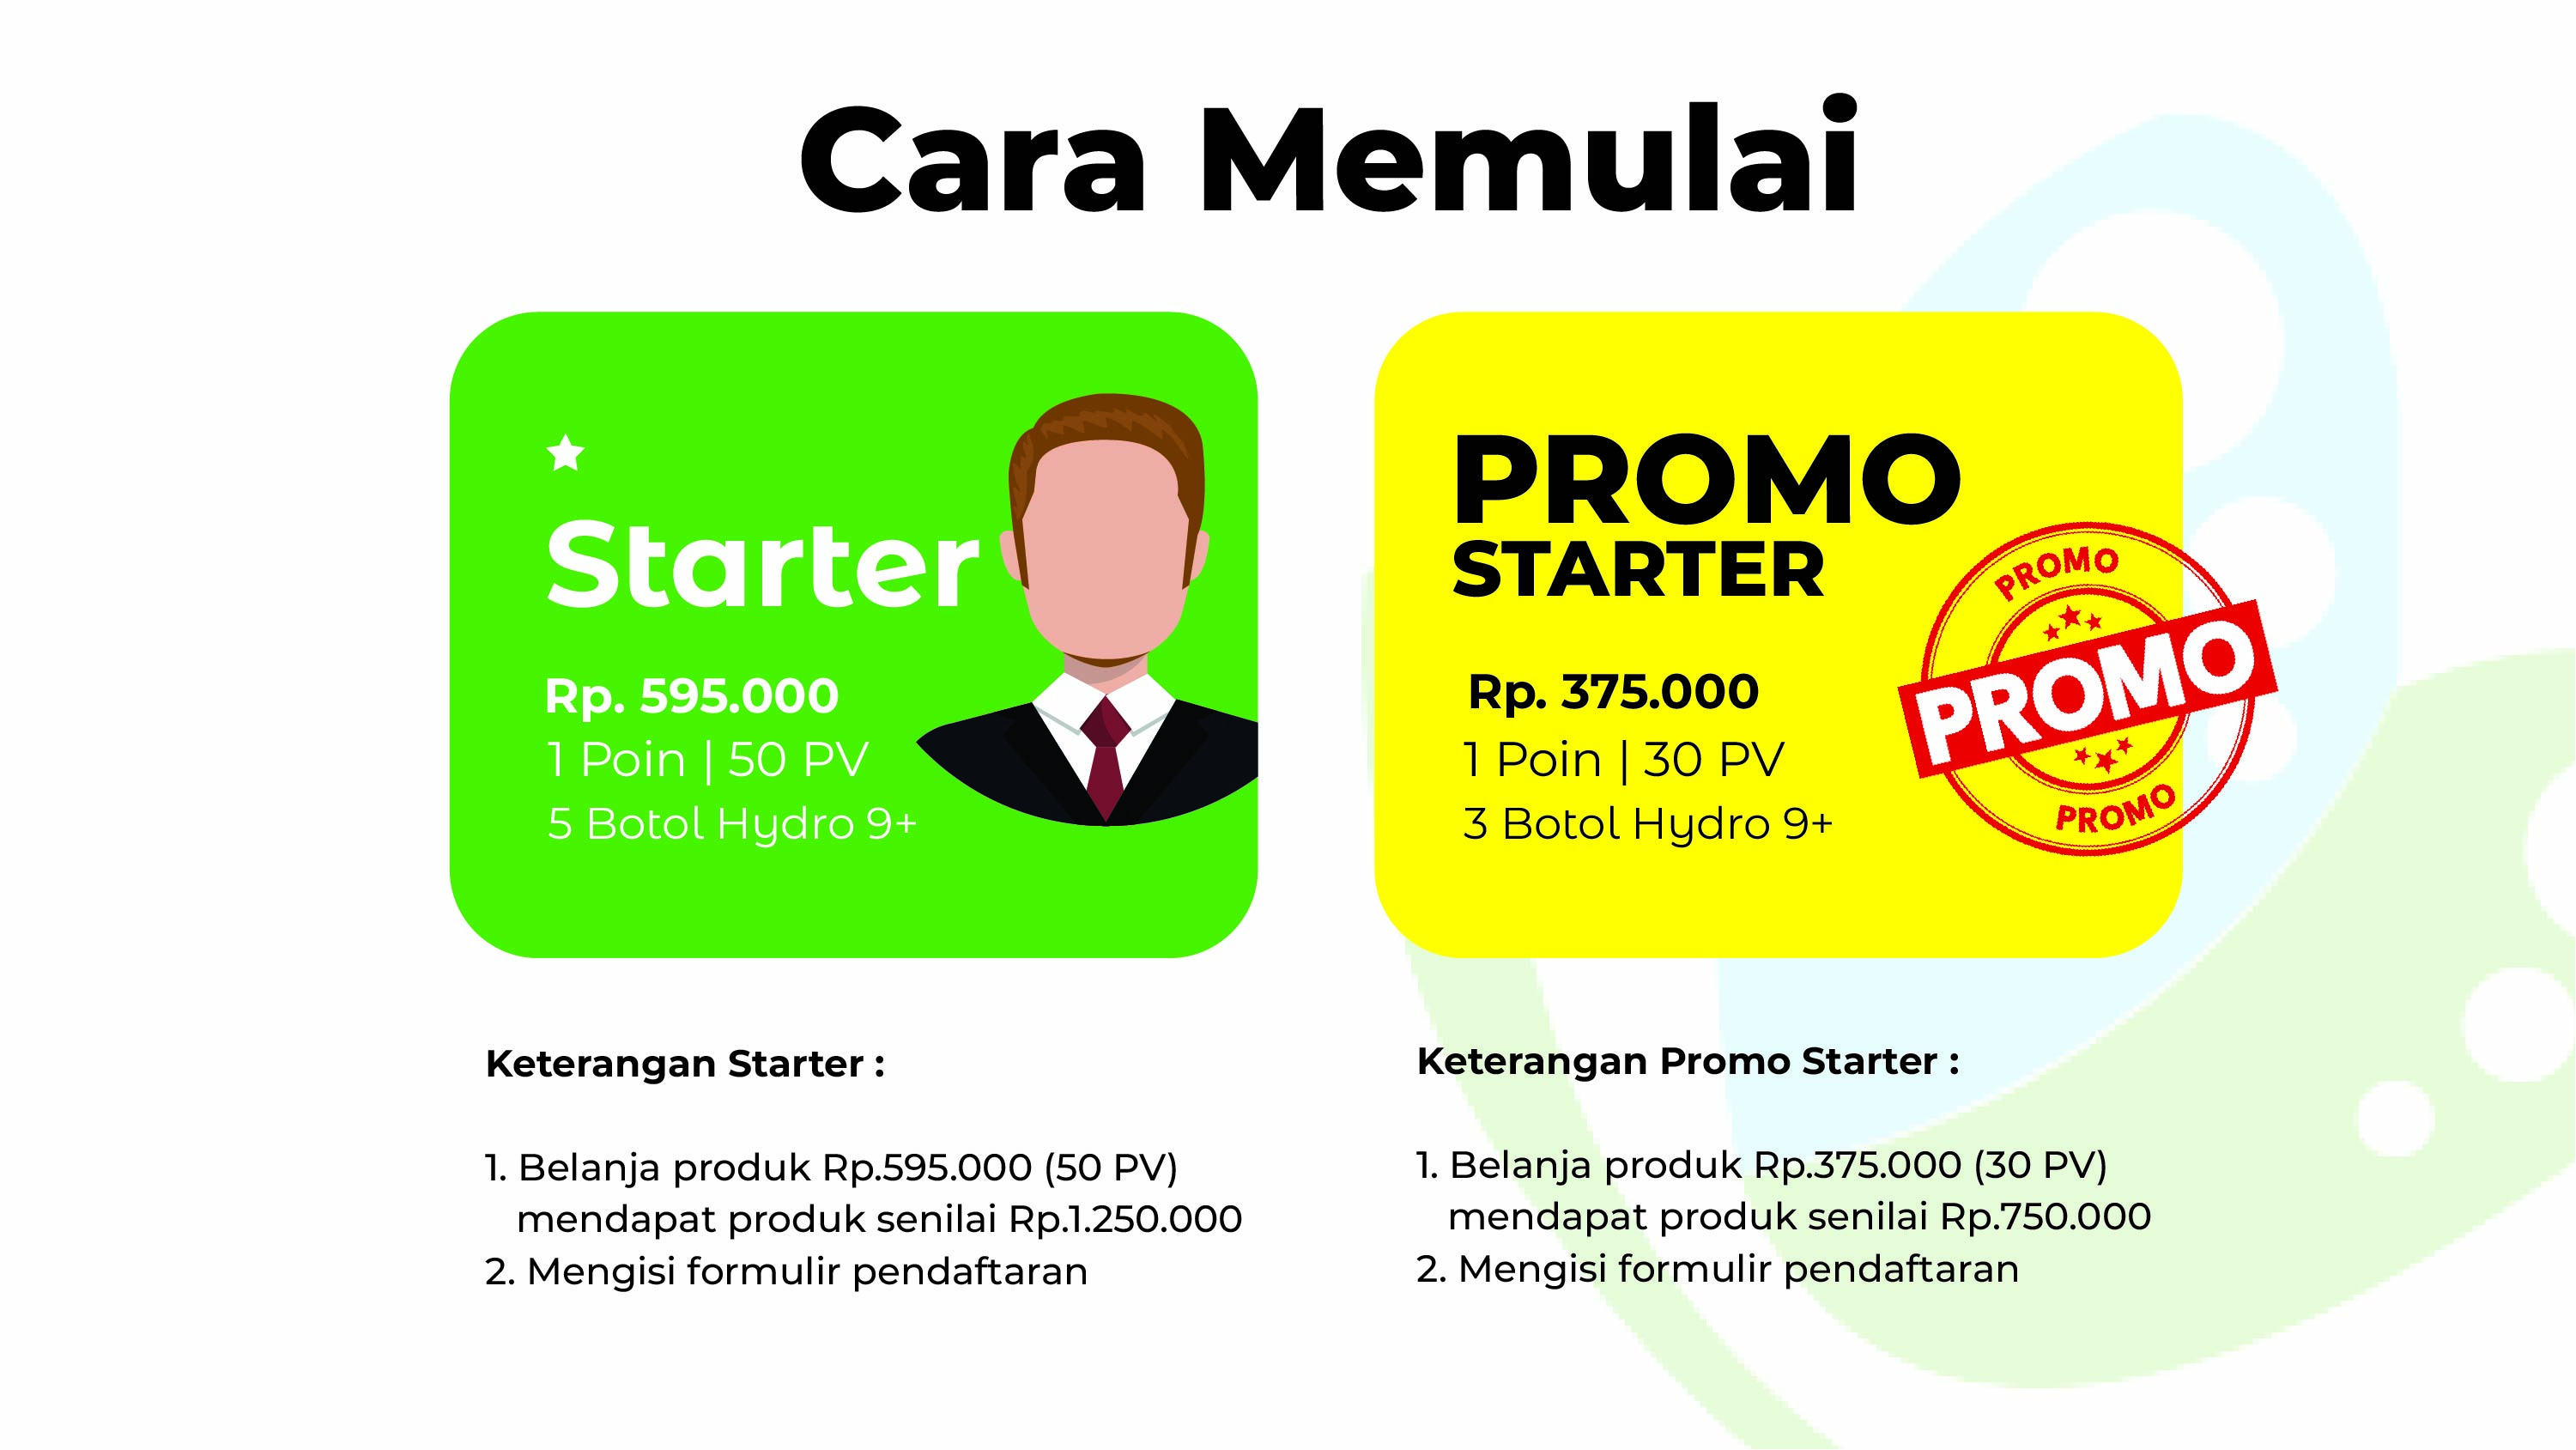 Cara Memulai
Starter
Rp. 595.000
1 Poin | 50 PV
5 Botol Hydro 9+
PROMO
STARTER
Rp. 375.000
1 Poin | 30 PV
3 Botol Hydro 9+
PROMO
PROMO
PROMO
Keterangan Starter :
1. Belanja produk Rp.595.000 (50 PV)
mendapat produk senilai Rp.1.250.000
2. Mengisi formulir pendaftaran
Keterangan Promo Starter :
1. Belanja produk Rp.375.000 (30 PV)
mendapat produk senilai Rp.750.000
2. Mengisi formulir pendaftaran